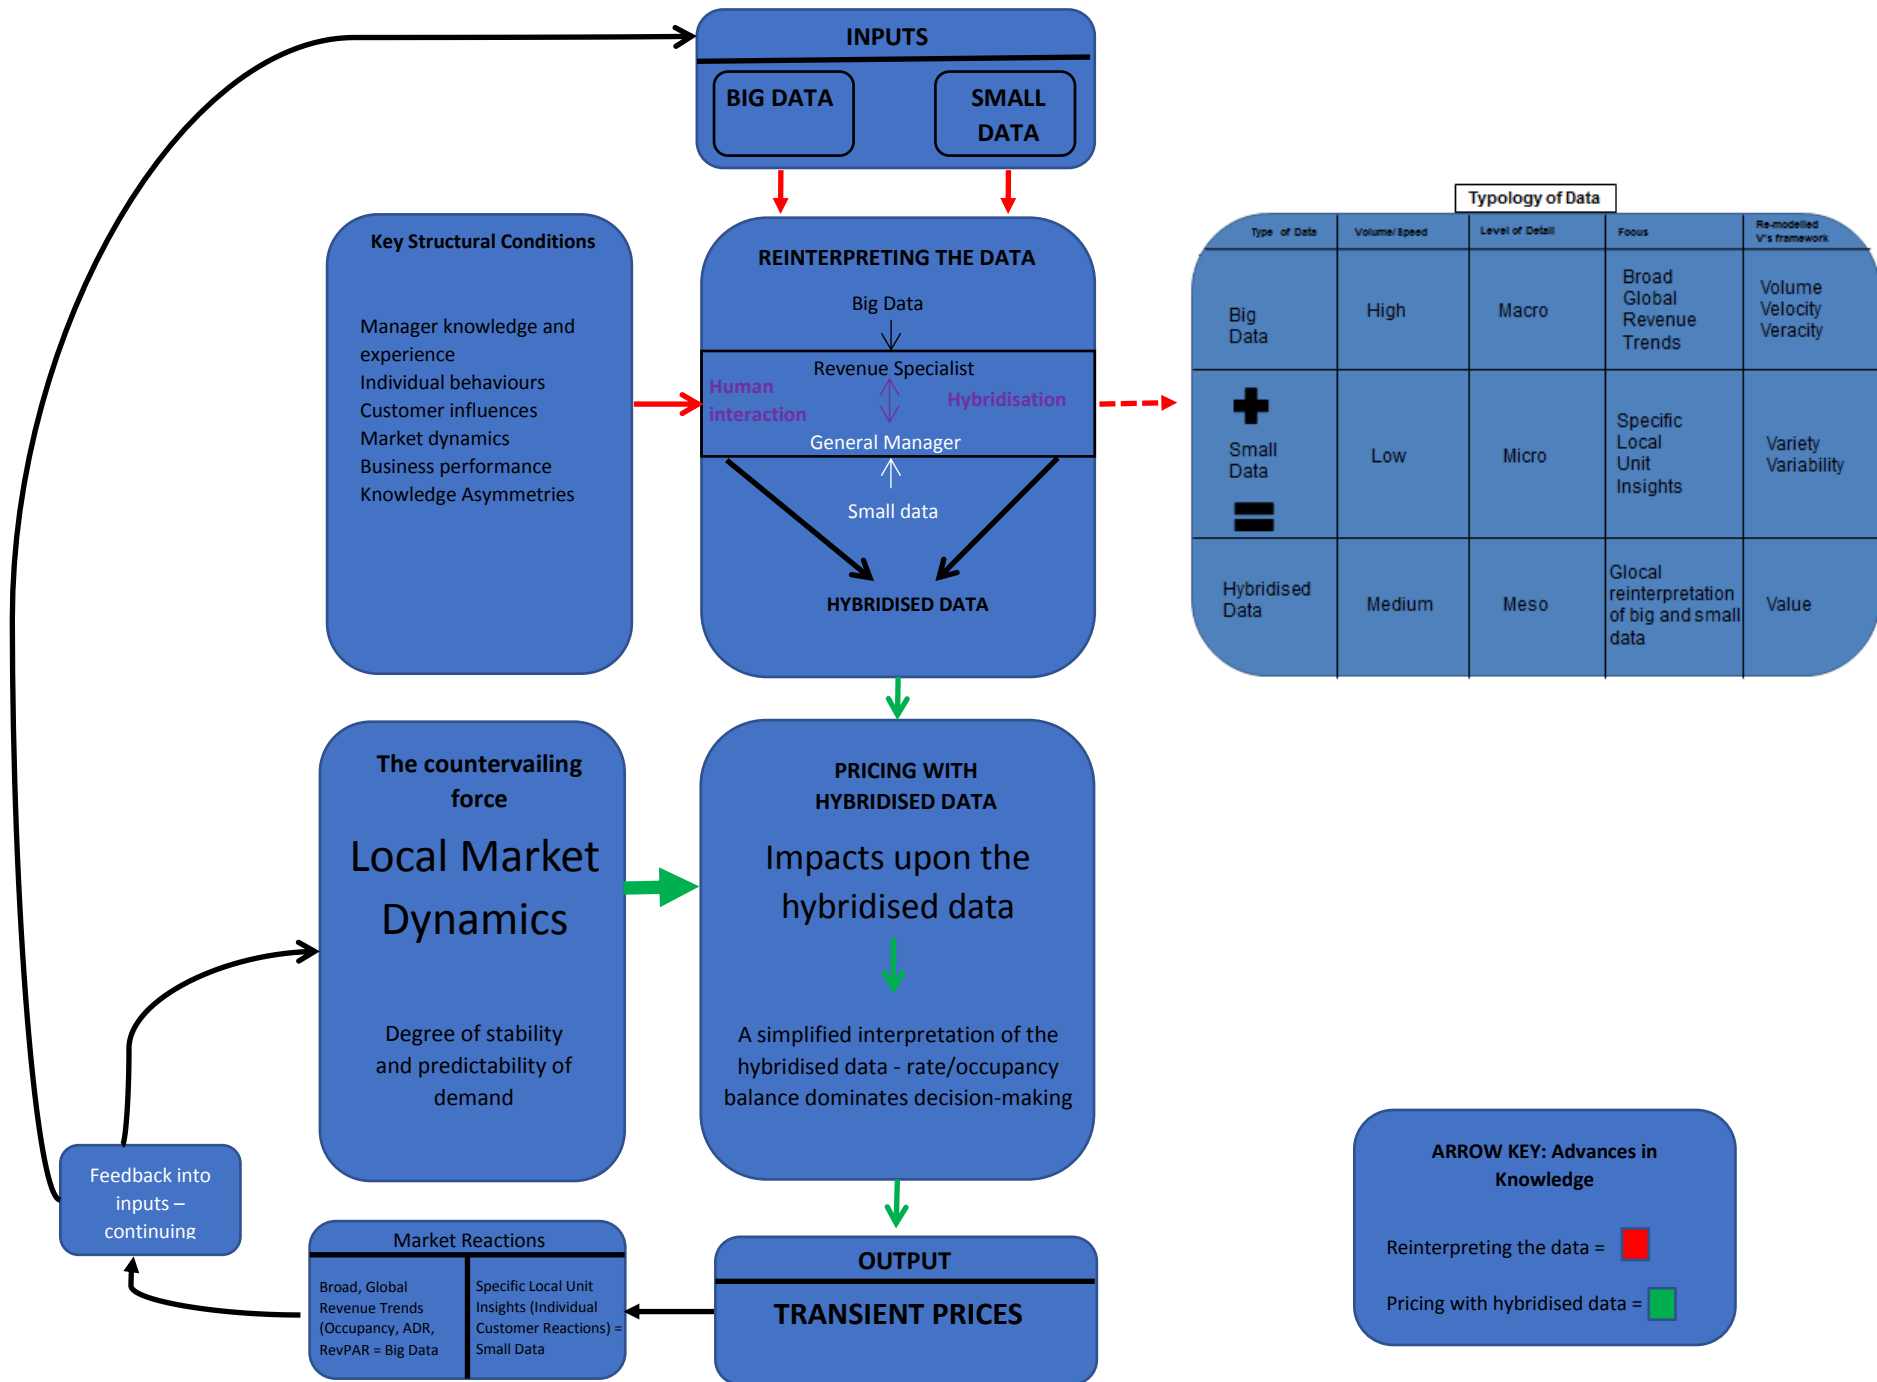 INPUTS
BIG DATA
SMALL
DATA
Key Structural Conditions
Manager knowledge and
experience
Individual behaviours
Customer influences
Market dynamics
Business performance
Knowledge Asymmetries
REINTERPRETING THE DATA
Big Data
Revenue Specialist
Human
interaction
Hybridisation
General Manager
Small data
HYBRIDISED DATA
Typology of Data
Type of Data
Volume/Speed
Level of Detail
Focus
Re-modelled
V's framework
Big
Data
High
Macro
Broad
Global
Revenue
Trends
Volume
Velocity
Veracity
Small
Data
Low
Micro
Specific
Local
Unit
Insights
Variety
Variability
Hybridised
Data
Medium
Meso
Glocal
reinterpretation
of big and small
data
Value
The countervailing
force
Local Market
Dynamics
Degree of stability
and predictability of
demand
PRICING WITH
HYBRIDISED DATA
Impacts upon the
hybridised data
A simplified interpretation of the
hybridised data - rate/occupancy
balance dominates decision-making
Feedback into
inputs –
continuing
Market Reactions
Broad, Global
Revenue Trends
(Occupancy, ADR,
RevPAR = Big Data
Specific Local Unit
Insights (Individual
Customer Reactions) =
Small Data
OUTPUT
TRANSIENT PRICES
ARROW KEY: Advances in
Knowledge
Reinterpreting the data =
Pricing with hybridised data =